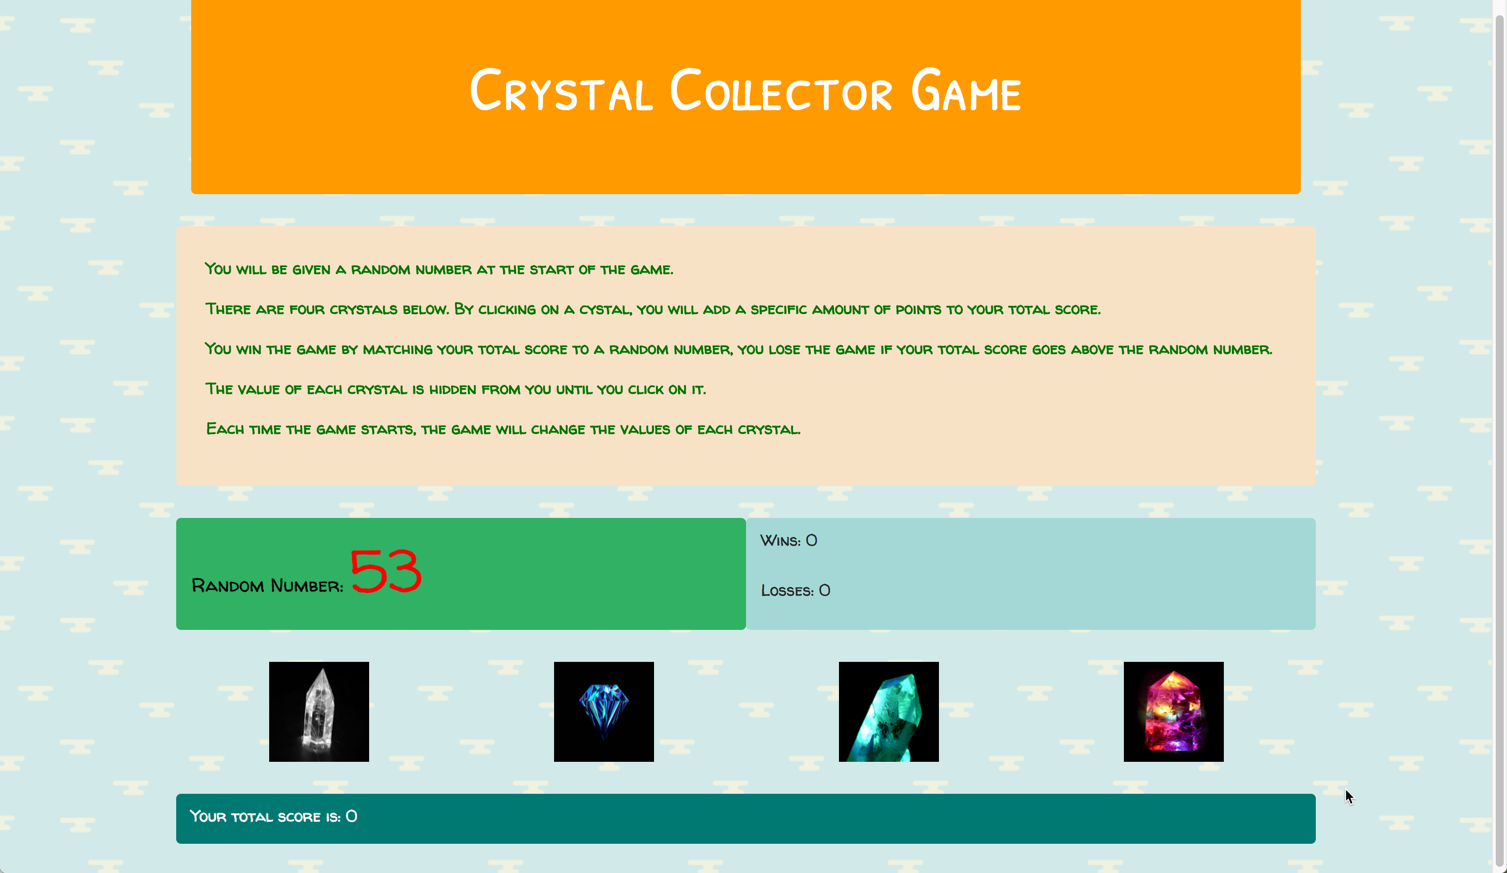 Crystal Collector Game
You will be given a random number at the start of the game.
There are four crystals below. By clicking on a cystal, you will add a specific amount of points to your total score.
You win the game by matching your total score to a random number, you lose the game if your total score goes above the random number.
The value of each crystal is hidden from you until you click on it.
Each time the game starts, the game will change the values of each crystal.
Random Number: 53
Wins: 0
Losses: 0
Your total score is: 0